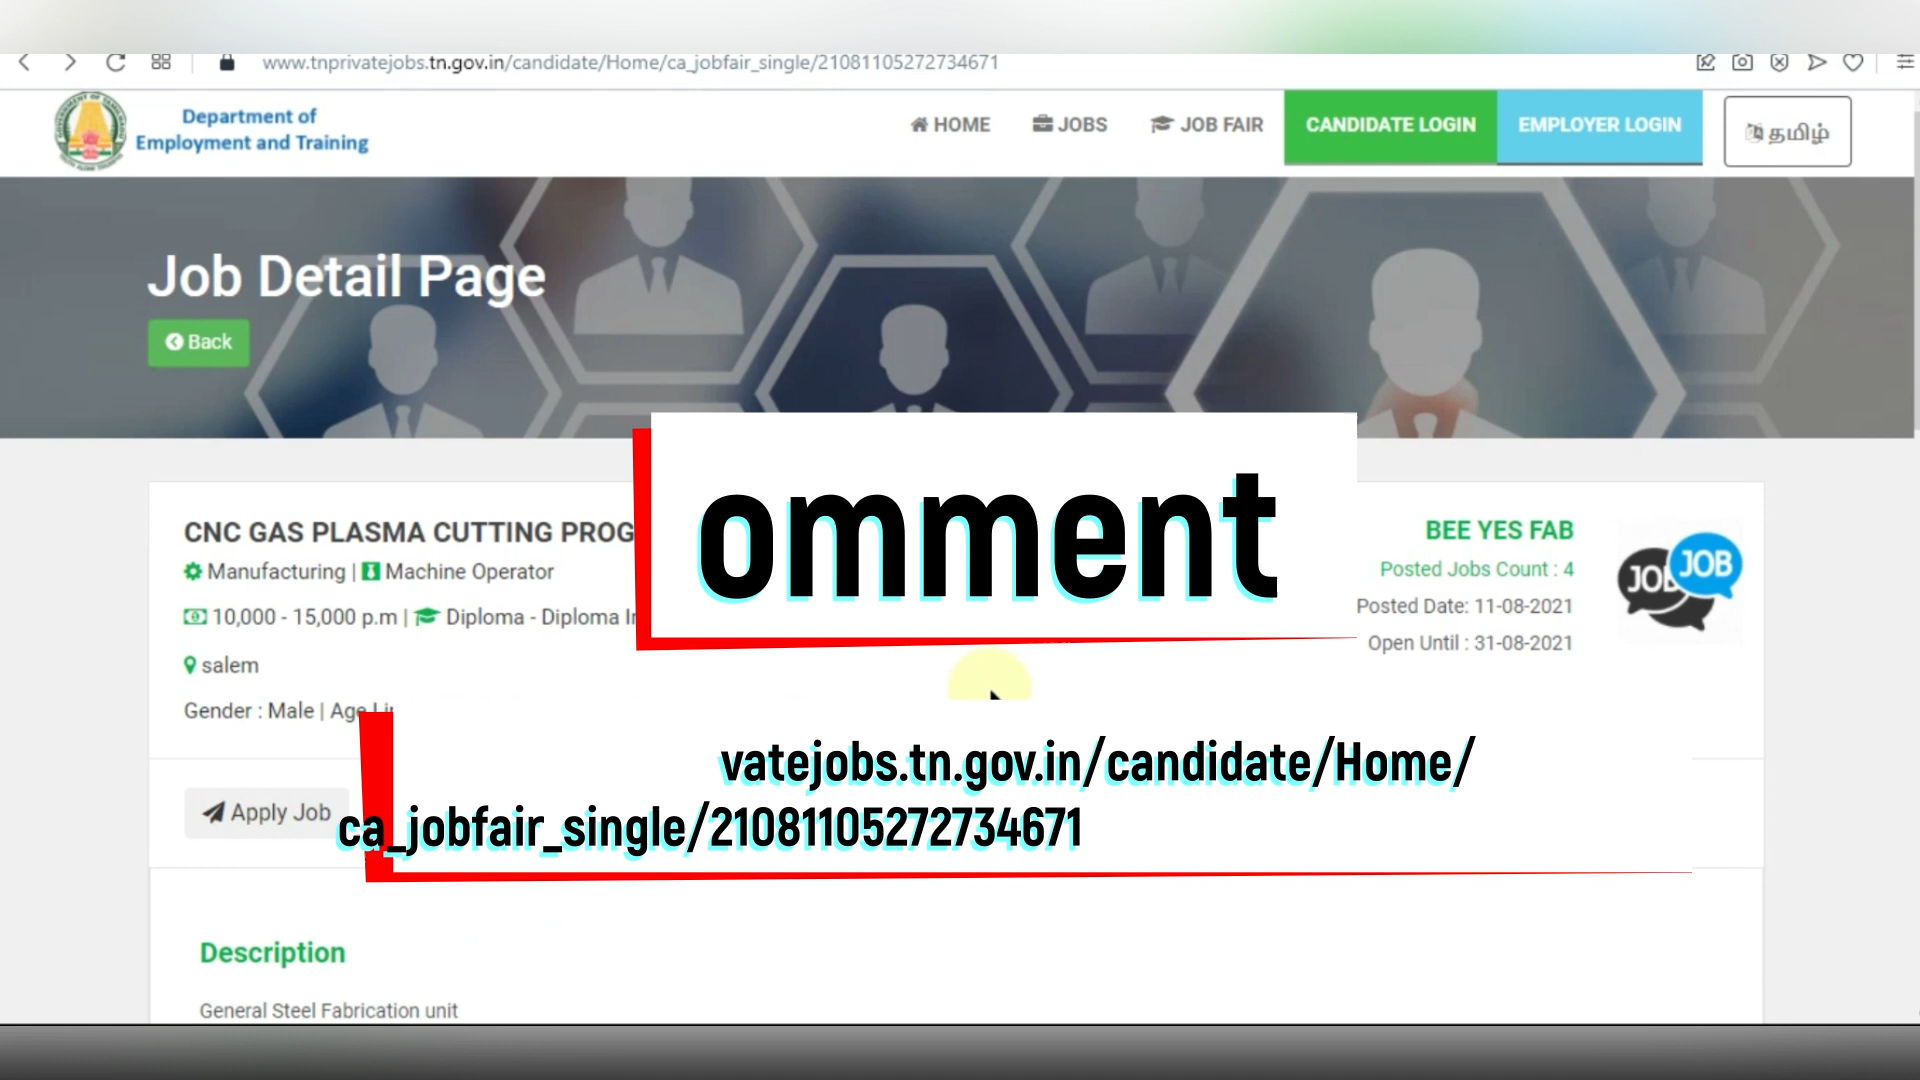 www.tnprivatejobs.tn.gov.in/candidate/Home/ca_jobfair_single/21081105272734671
Department of
Employment and Training
HOME
JOBS
JOB FAIR
CANDIDATE LOGIN
EMPLOYER LOGIN
தமிழ்
Job Detail Page
Back
omment
CNC GAS PLASMA CUTTING PROG
Manufacturing | Machine Operator
10,000 - 15,000 p.m | Diploma - Diploma
salem
Gender : Male | Age
BEE YES FAB
Posted Jobs Count : 4
Posted Date: 11-08-2021
Open Until : 31-08-2021
JOB
vatejobs.tn.gov.in/candidate/Home/
ca_jobfair_single/21081105272734671
Apply Job
Description
General Steel Fabrication unit